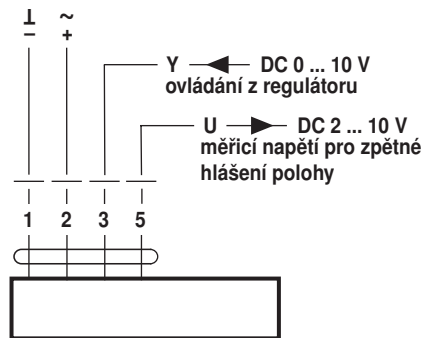 ⊥ ~
− +
Y DC 0 ... 10 V
ovládání z regulátoru
U DC 2 ... 10 V
měřicí napětí pro zpětné
hlášení polohy
1 2 3 5